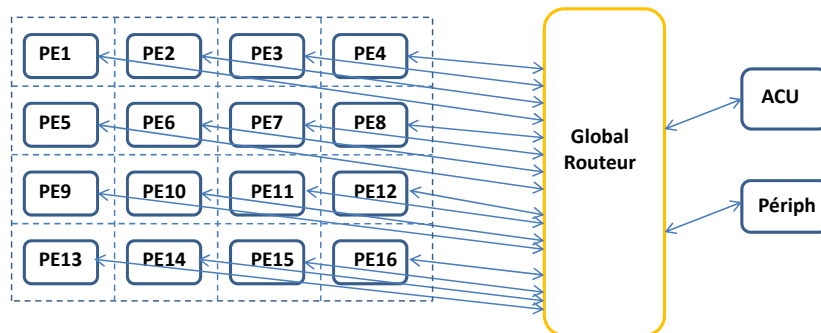 PE1 PE2 PE3 PE4
PE5 PE6 PE7 PE8
PE9 PE10 PE11 PE12
PE13 PE14 PE15 PE16
Global
Routeur
ACU
Périph